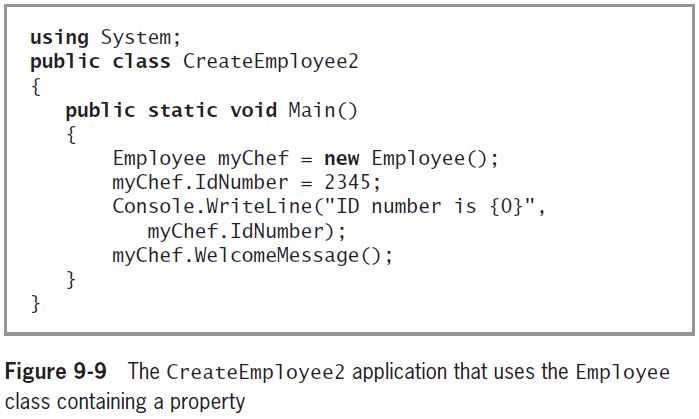 using System;
public class CreateEmployee2
{
   public static void Main()
   {
       Employee myChef = new Employee();
       myChef.IdNumber = 2345;
       Console.WriteLine("ID number is {0}",
          myChef.IdNumber);
       myChef.WelcomeMessage();
   }
}
Figure 9-9 The CreateEmployee2 application that uses the Employee
class containing a property